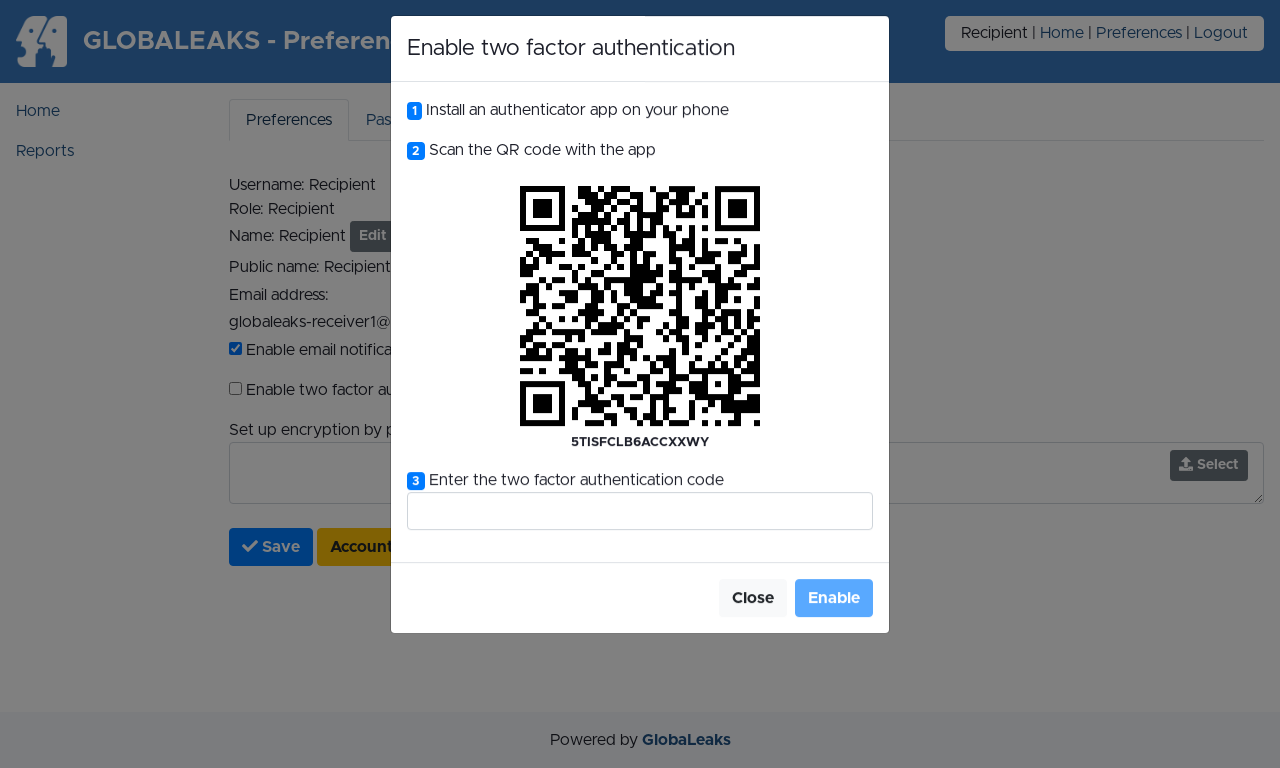 GLOBALEAKS - Preferen
Recipient | Home | Preferences | Logout
Home
Reports
Preferences
Pas
Username: Recipient
Role: Recipient
Name: Recipient Edit
Public name: Recipient
Email address:
globaleaks-receiver1@
Enable email notifica
Enable two factor au
Set up encryption by p
Select
Save
Account
Enable two factor authentication
1 Install an authenticator app on your phone
2 Scan the QR code with the app
5TISFCLB6ACCXXWY
3 Enter the two factor authentication code
Close
Enable
Powered by GlobaLeaks